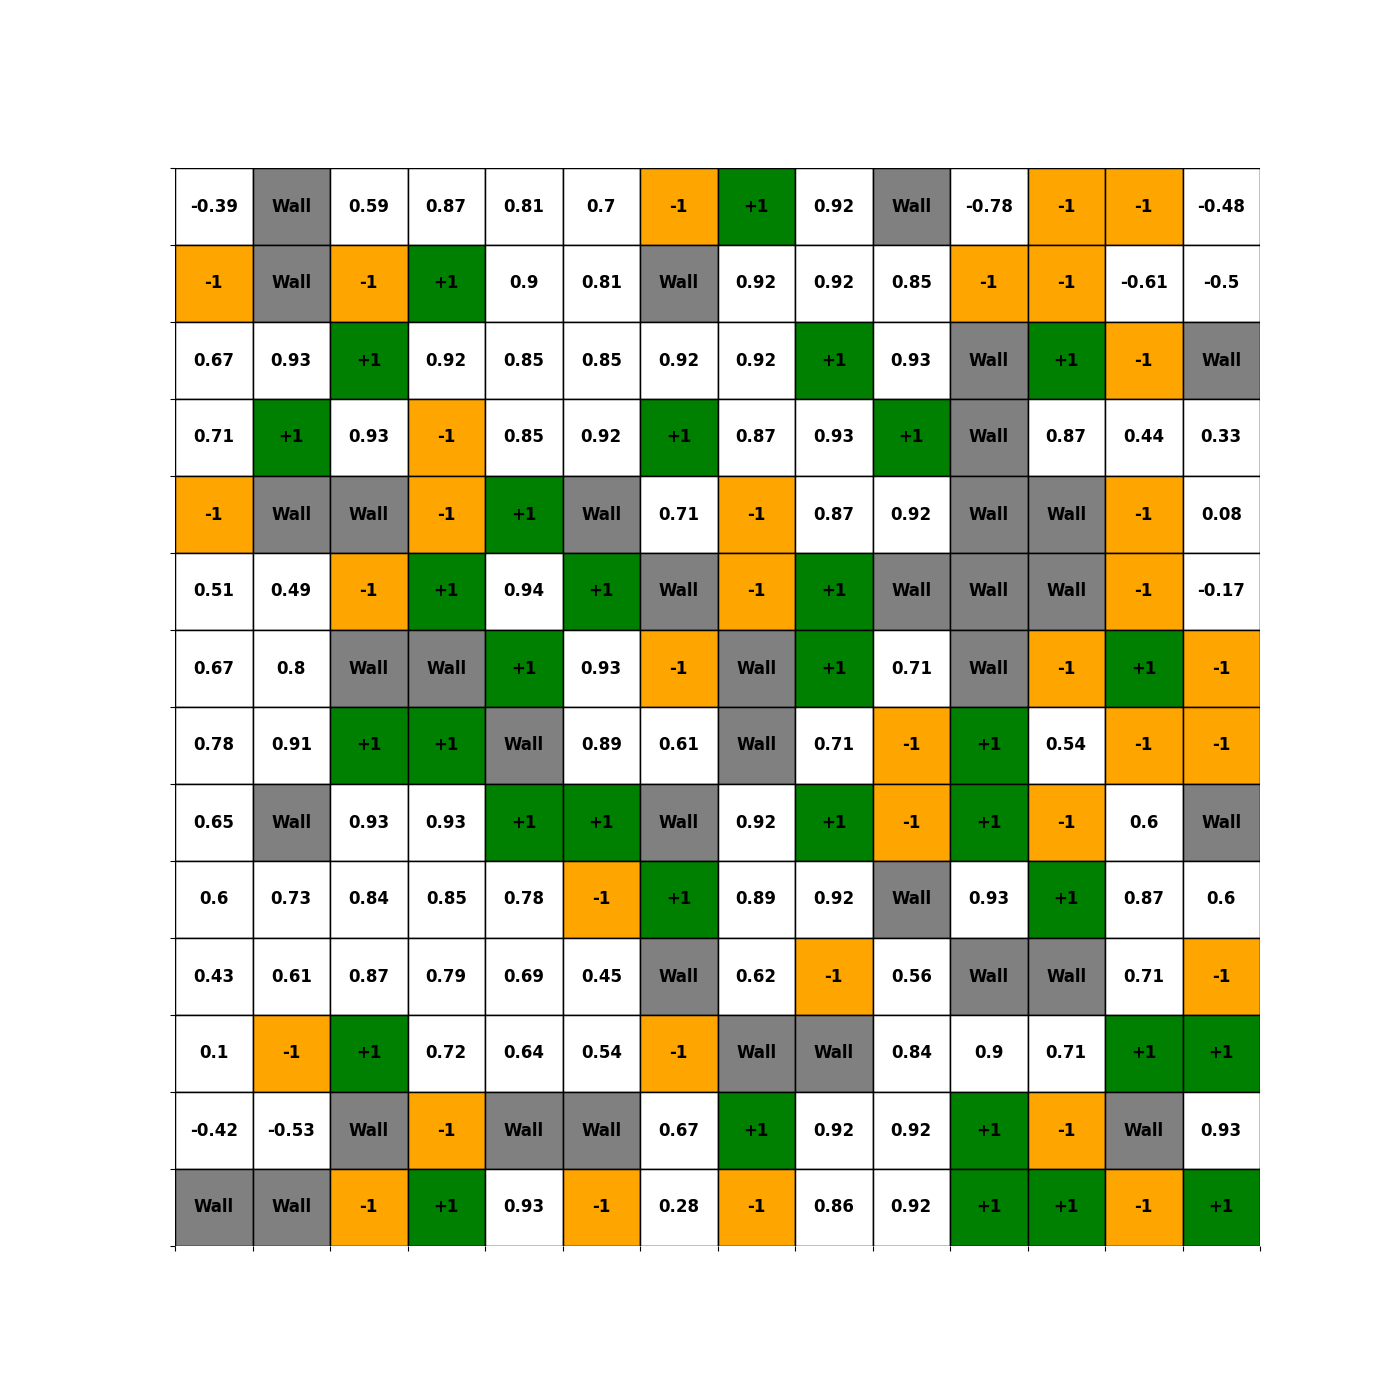 -0.39 Wall 0.59 0.87 0.81 0.7 -1 +1 0.92 Wall -0.78 -1 -1 -0.48
-1 Wall -1 +1 0.9 0.81 Wall 0.92 0.92 0.85 -1 -1 -0.61 -0.5
0.67 0.93 +1 0.92 0.85 0.85 0.92 0.92 +1 0.93 Wall +1 -1 Wall
0.71 +1 0.93 -1 0.85 0.92 +1 0.87 0.93 +1 Wall 0.87 0.44 0.33
-1 Wall Wall -1 +1 Wall 0.71 -1 0.87 0.92 Wall Wall -1 0.08
0.51 0.49 -1 +1 0.94 +1 Wall -1 +1 Wall Wall Wall -1 -0.17
0.67 0.8 Wall Wall +1 0.93 -1 Wall +1 0.71 Wall -1 +1 -1
0.78 0.91 +1 +1 Wall 0.89 0.61 Wall 0.71 -1 +1 0.54 -1 -1
0.65 Wall 0.93 0.93 +1 +1 Wall 0.92 +1 -1 +1 -1 0.6 Wall
0.6 0.73 0.84 0.85 0.78 -1 +1 0.89 0.92 Wall 0.93 +1 0.87 0.6
0.43 0.61 0.87 0.79 0.69 0.45 Wall 0.62 -1 0.56 Wall Wall 0.71 -1
0.1 -1 +1 0.72 0.64 0.54 -1 Wall Wall 0.84 0.9 0.71 +1 +1
-0.42 -0.53 Wall -1 Wall Wall 0.67 +1 0.92 0.92 +1 -1 Wall 0.93
Wall Wall -1 +1 0.93 -1 0.28 -1 0.86 0.92 +1 +1 -1 +1